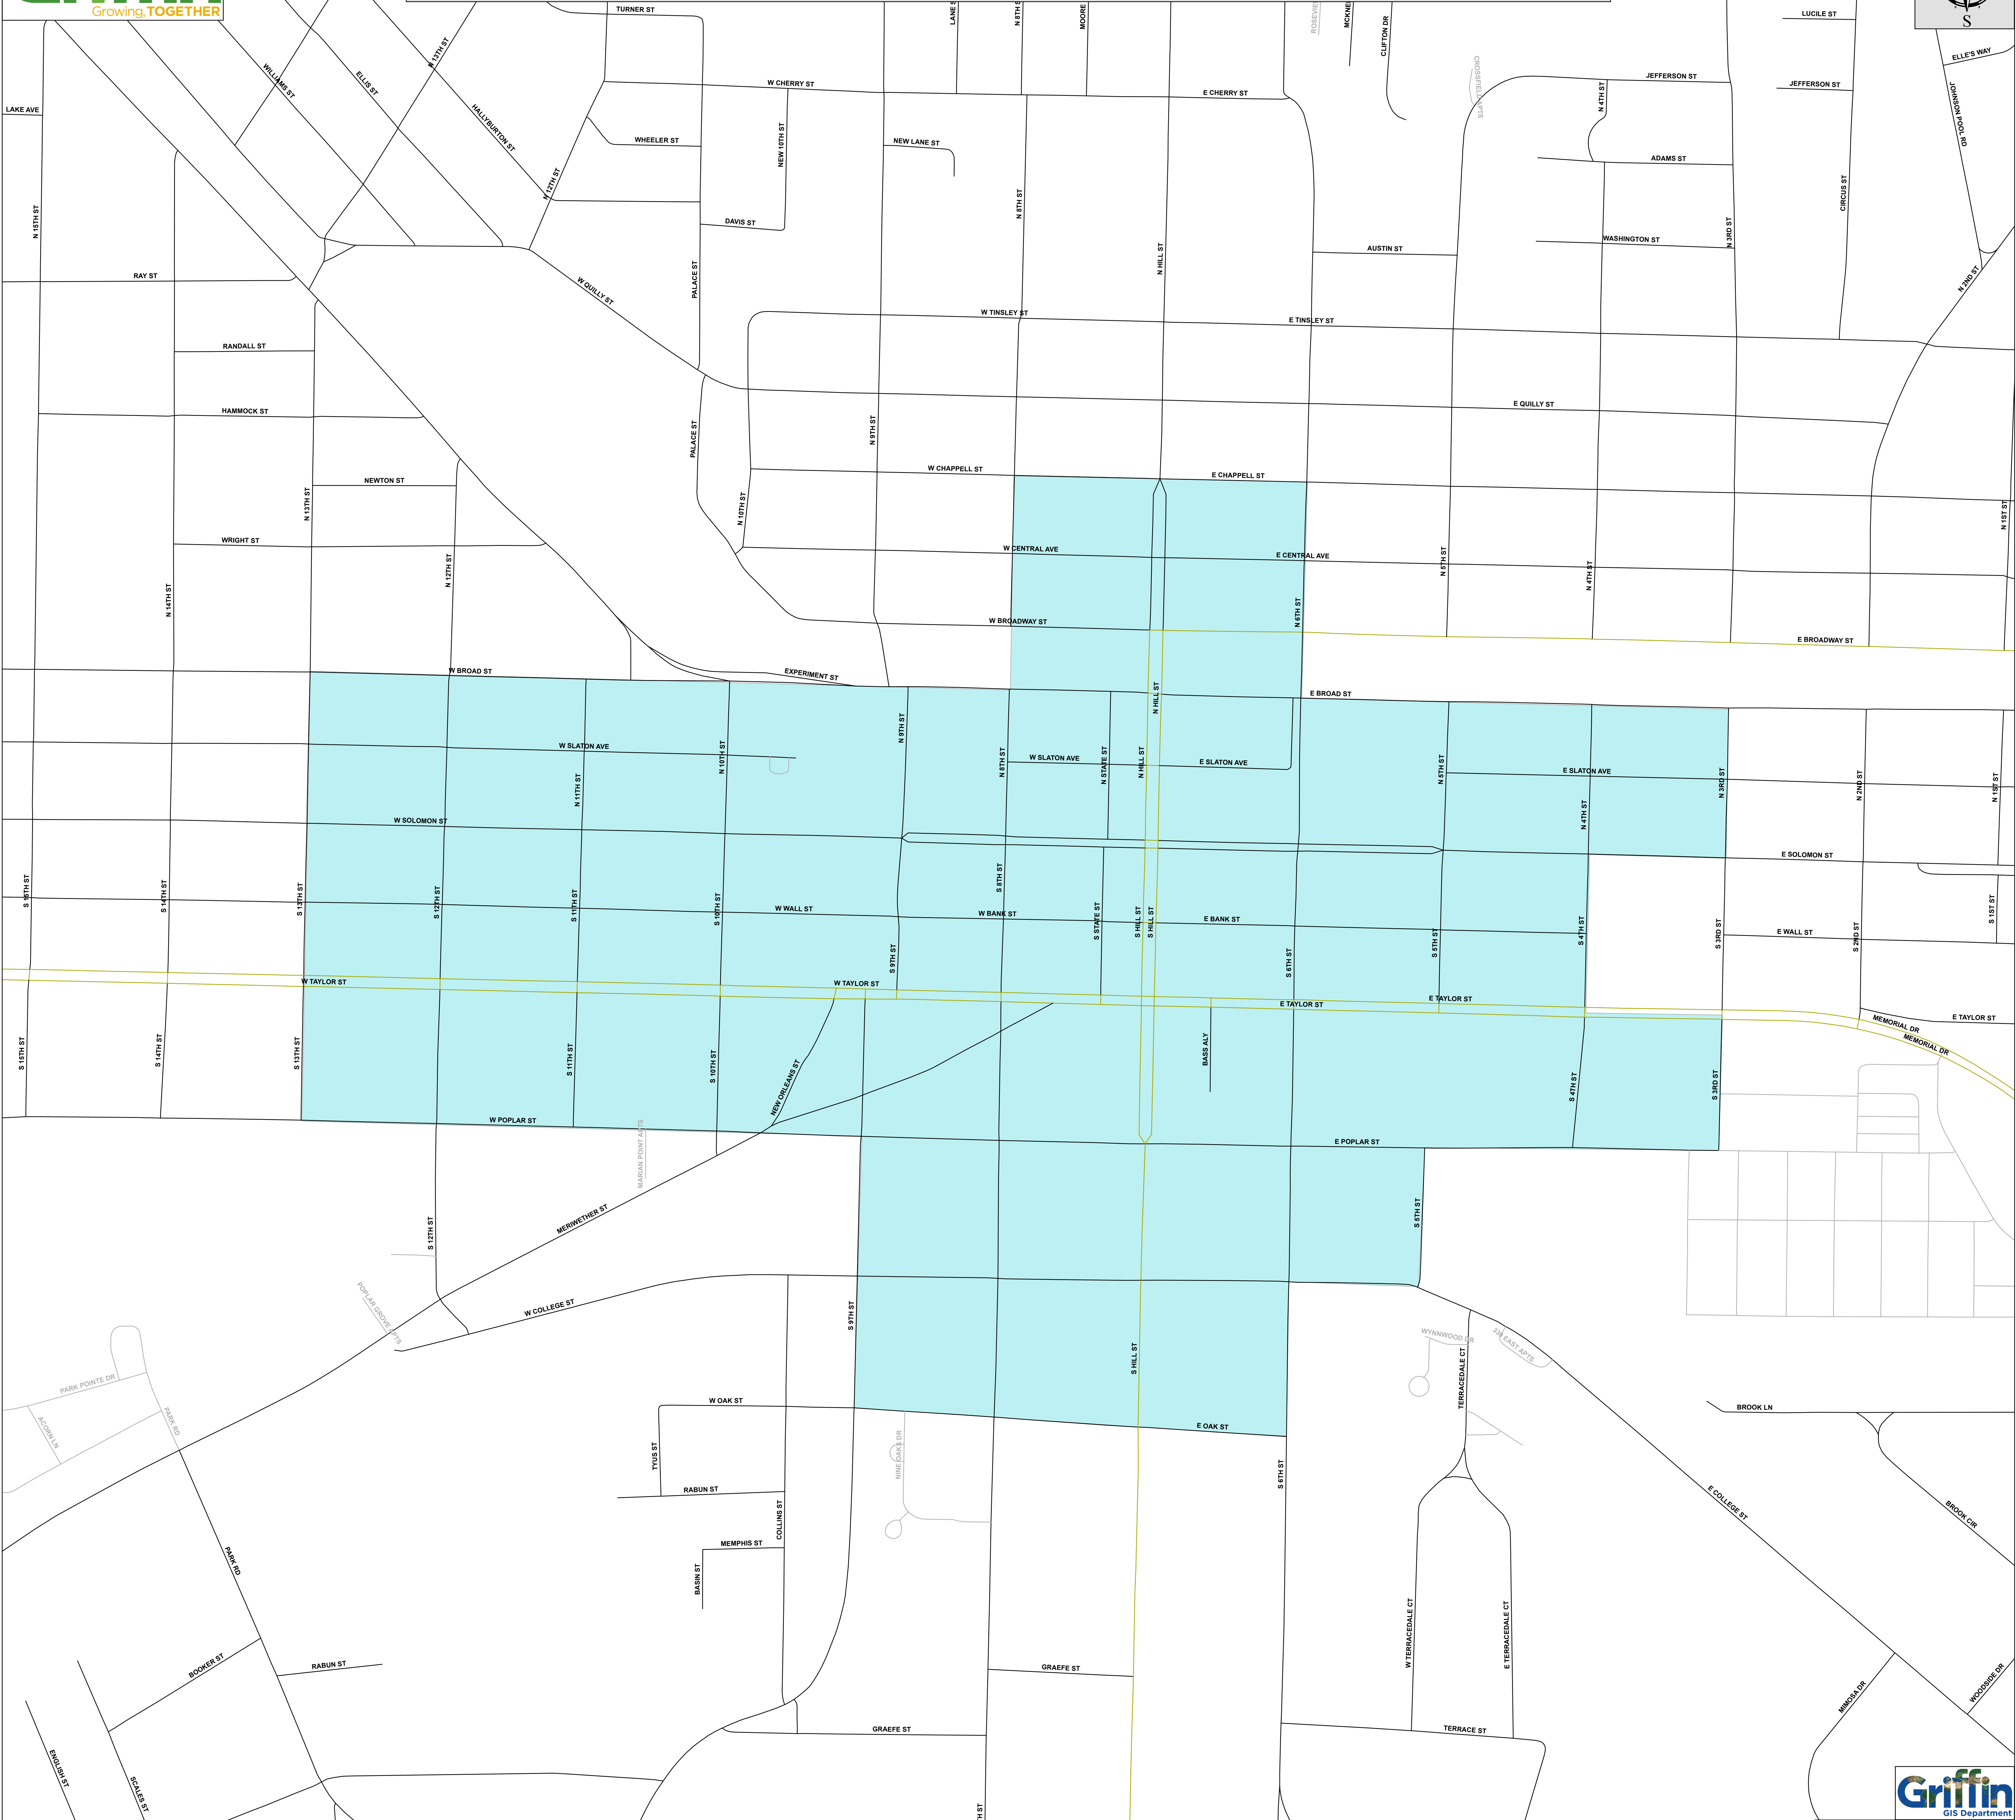 Growing, TOGETHER
S
TURNER ST
N 8TH S
MOORE
CLIFTON DR
LUCILE ST
ELLE'S WAY
N 13TH ST
WILLIAMS ST
ELLIS ST
W CHERRY ST
E CHERRY ST
CROSSFIELD APTS
JEFFERSON ST
JEFFERSON ST
N 4TH ST
JOHNSON POOL RD
LAKE AVE
HALLYBURTON ST
WHEELER ST
NEW 10TH ST
NEW LANE ST
ADAMS ST
N 12TH ST
N 8TH ST
CIRCUS ST
N 15TH ST
DAVIS ST
N HILL ST
AUSTIN ST
WASHINGTON ST
N 3RD ST
RAY ST
PALACE ST
W QUILLY ST
N 2ND ST
W TINSLEY ST
E TINSLEY ST
RANDALL ST
HAMMOCK ST
PALACE ST
N 9TH ST
E QUILLY ST
W CHAPPELL ST
E CHAPPELL ST
NEWTON ST
N 13TH ST
N 10TH ST
N 1ST ST
WRIGHT ST
N 12TH ST
W CENTRAL AVE
E CENTRAL AVE
N 5TH ST
N 4TH ST
N 14TH ST
N 6TH ST
W BROADWAY ST
E BROADWAY ST
W BROAD ST
EXPERIMENT ST
N HILL ST
E BROAD ST
W SLATON AVE
N 10TH ST
N 9TH ST
N 8TH ST
W SLATON AVE
N STATE ST
N HILL ST
E SLATON AVE
N 5TH ST
E SLATON AVE
N 3RD ST
N 2ND ST
N 1ST ST
N 11TH ST
N 4TH ST
W SOLOMON ST
E SOLOMON ST
S 15TH ST
S 14TH ST
S 13TH ST
S 12TH ST
S 11TH ST
S 10TH ST
W WALL ST
S 8TH ST
W BANK ST
S STATE ST
S HILL ST
S HILL ST
E BANK ST
S 5TH ST
S 4TH ST
S 3RD ST
E WALL ST
S 2ND ST
S 1ST ST
S 9TH ST
S 6TH ST
W TAYLOR ST
W TAYLOR ST
E TAYLOR ST
E TAYLOR ST
MEMORIAL DR
E TAYLOR ST
MEMORIAL DR
S 15TH ST
S 14TH ST
S 13TH ST
S 11TH ST
S 10TH ST
NEW ORLEANS ST
BASS ALY
S 4TH ST
S 3RD ST
W POPLAR ST
MARIAN POINT APTS
E POPLAR ST
S 12TH ST
MERIWETHER ST
S 5TH ST
POPLAR GROVE APTS
W COLLEGE ST
S 9TH ST
S HILL ST
WYNNWOOD DR
EAST APTS
TERRACEDALE CT
PARK POINTE DR
ACORN LN
PARK RD
W OAK ST
TYUS ST
NINE OAKS DR
E OAK ST
BROOK LN
S 6TH ST
RABUN ST
COLLINS ST
E COLLEGE ST
BROOK CIR
MEMPHIS ST
BASIN ST
PARK RD
W TERRACEDALE CT
E TERRACEDALE CT
BOOKER ST
RABUN ST
GRAEFE ST
MIMOSA DR
WOODSIDE DR
GRAEFE ST
TERRACE ST
ENGLISH ST
SCALES ST
Griffin
GIS Department